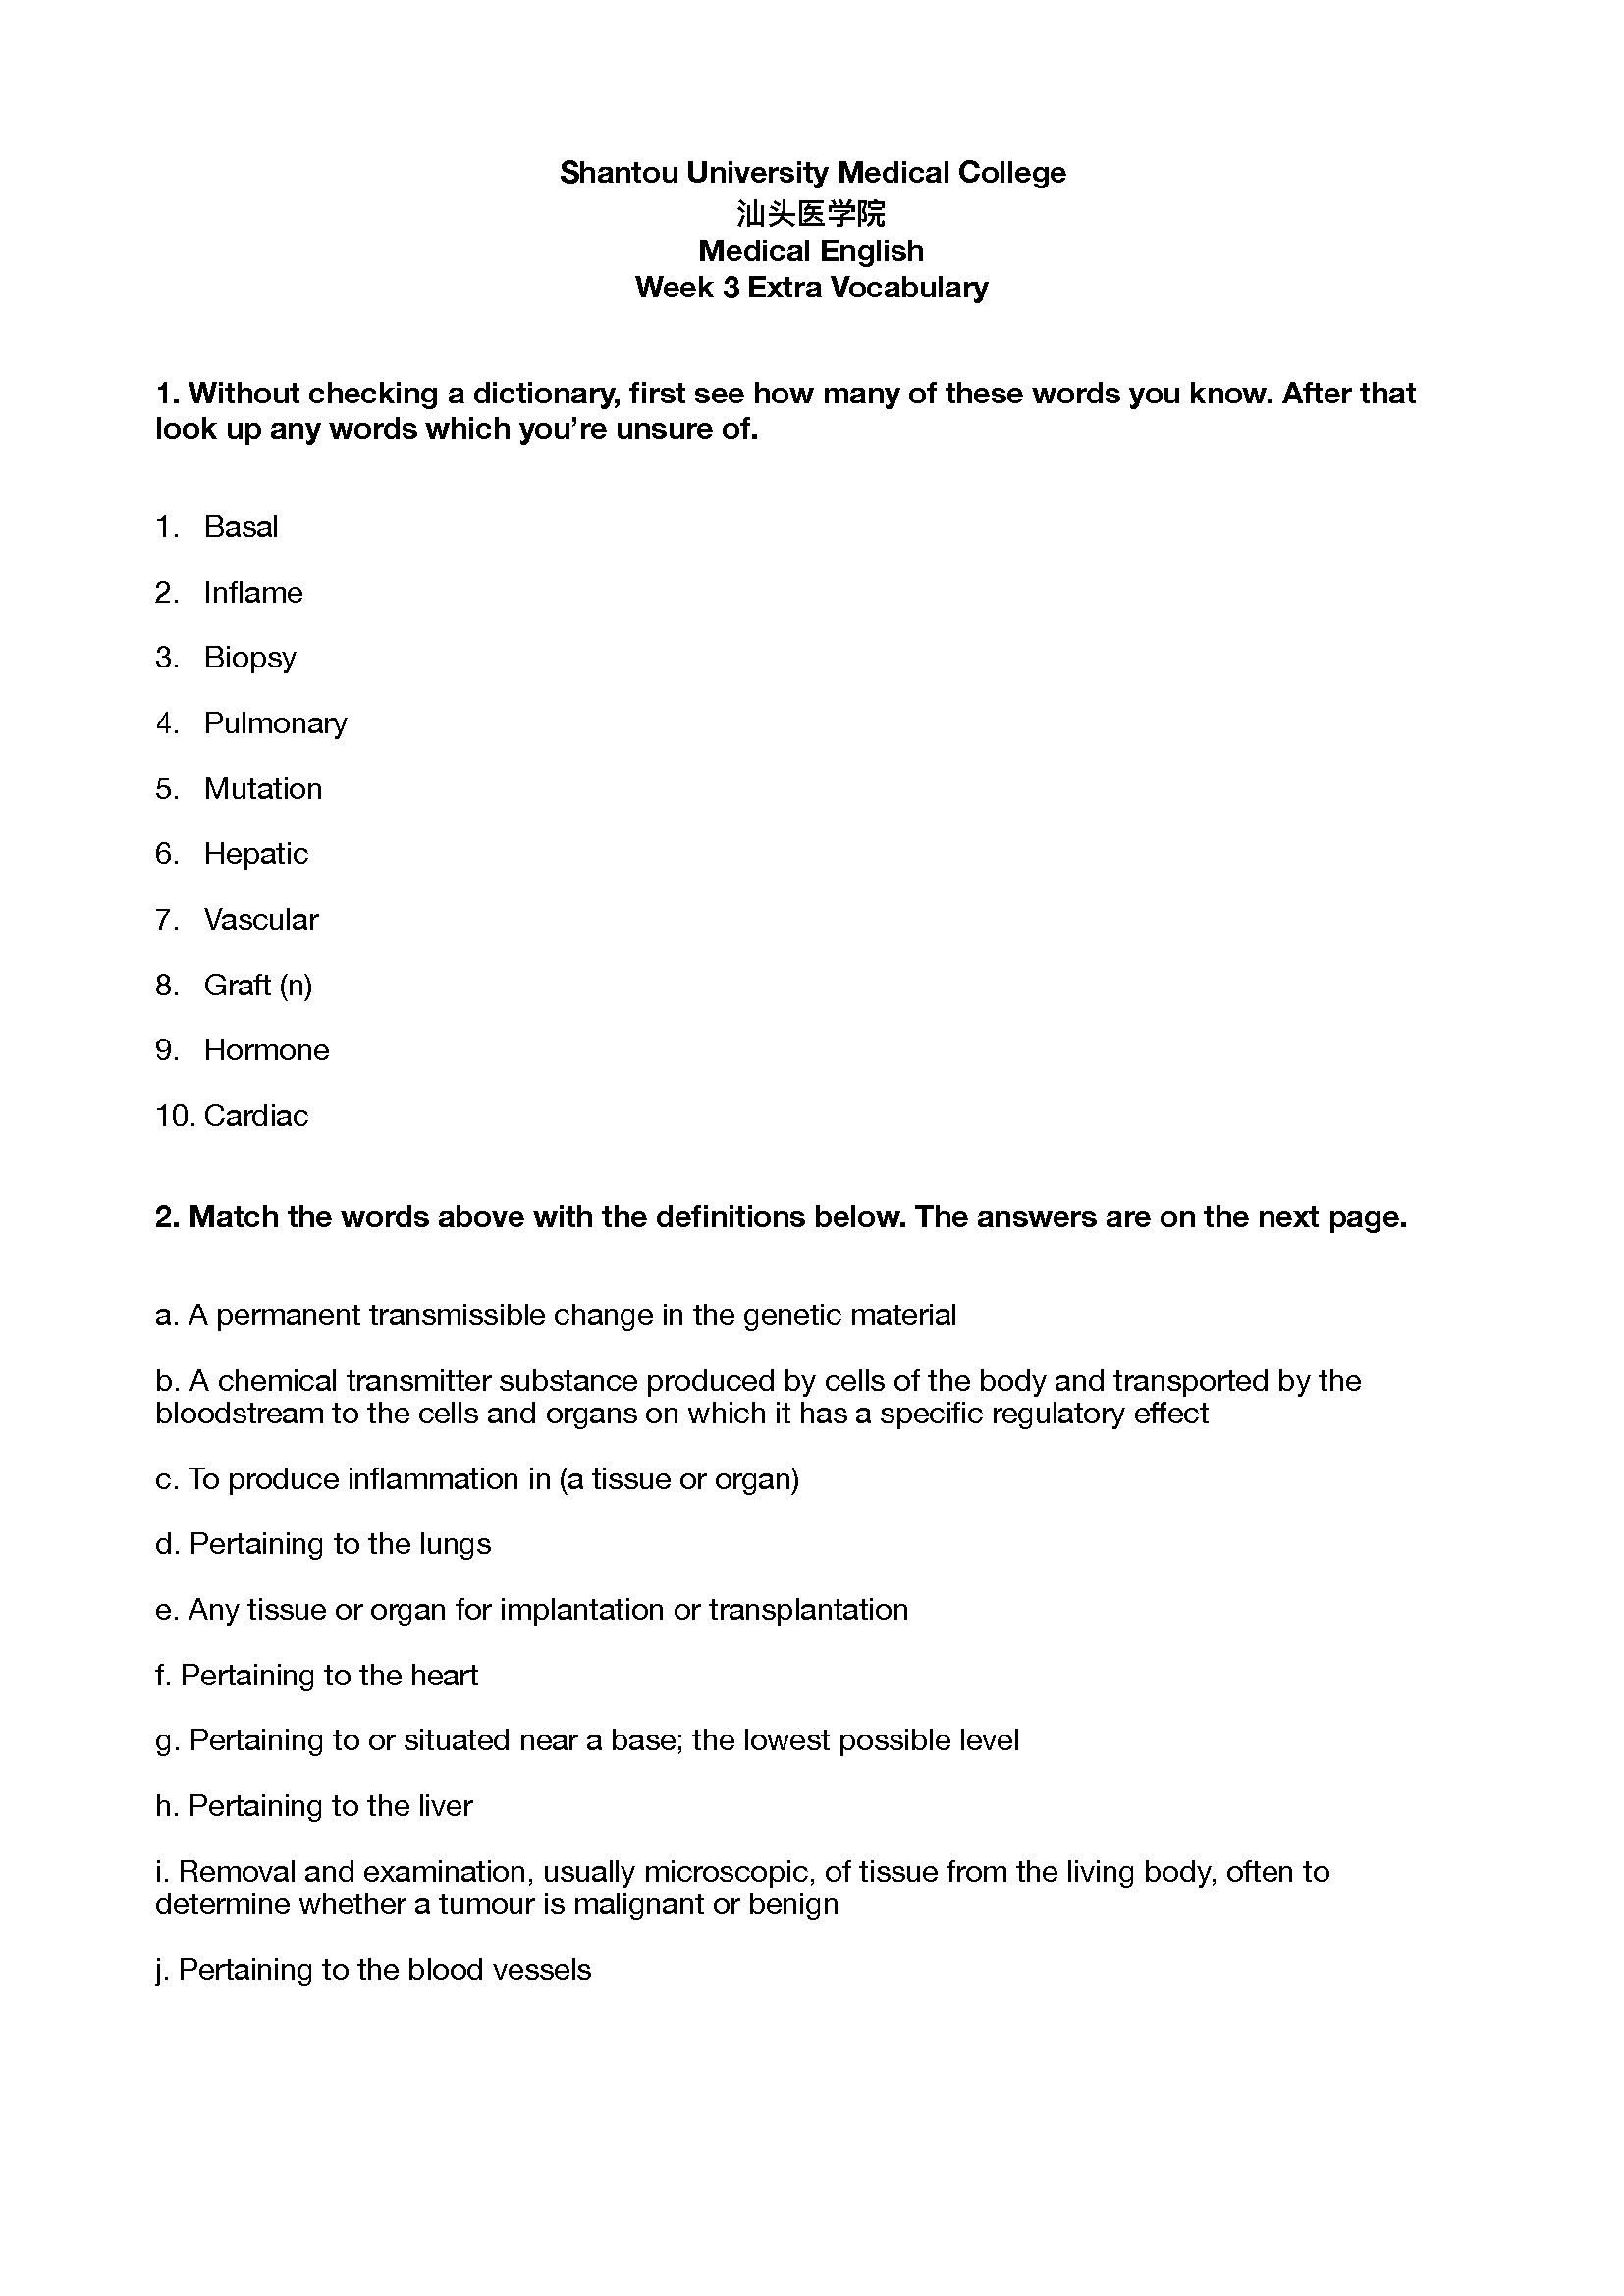 Shantou University Medical College
汕头医学院
Medical English
Week 3 Extra Vocabulary
1. Without checking a dictionary, first see how many of these words you know. After that
look up any words which you’re unsure of.
1. Basal
2. Inflame
3. Biopsy
4. Pulmonary
5. Mutation
6. Hepatic
7. Vascular
8. Graft (n)
9. Hormone
10. Cardiac
2. Match the words above with the definitions below. The answers are on the next page.
a. A permanent transmissible change in the genetic material
b. A chemical transmitter substance produced by cells of the body and transported by the
bloodstream to the cells and organs on which it has a specific regulatory effect
c. To produce inflammation in (a tissue or organ)
d. Pertaining to the lungs
e. Any tissue or organ for implantation or transplantation
f. Pertaining to the heart
g. Pertaining to or situated near a base; the lowest possible level
h. Pertaining to the liver
i. Removal and examination, usually microscopic, of tissue from the living body, often to
determine whether a tumour is malignant or benign
j. Pertaining to the blood vessels